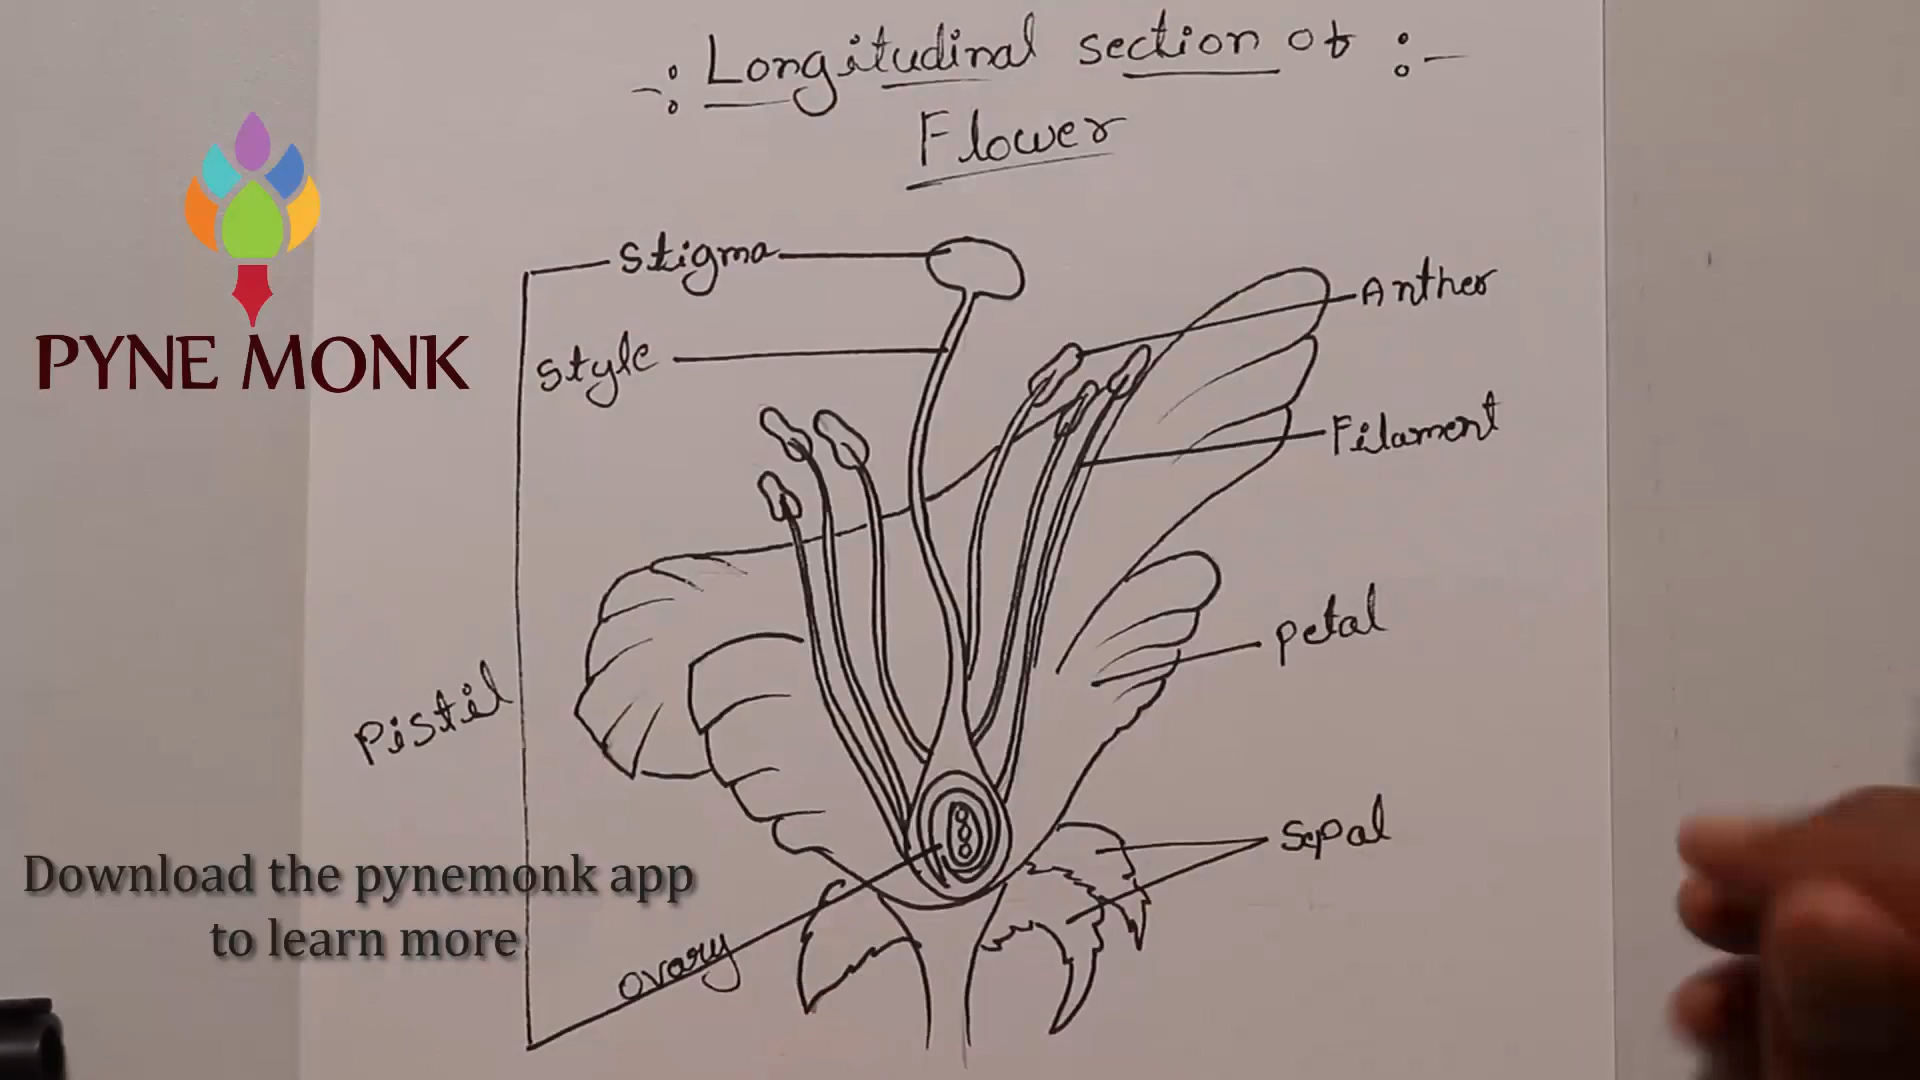 -: Longitudinal section of :-
Flower
PYNE MONK
Stigma
Anther
Style
Filament
Petal
Pistil
Sepal
Download the pynemonk app
to learn more
ovary